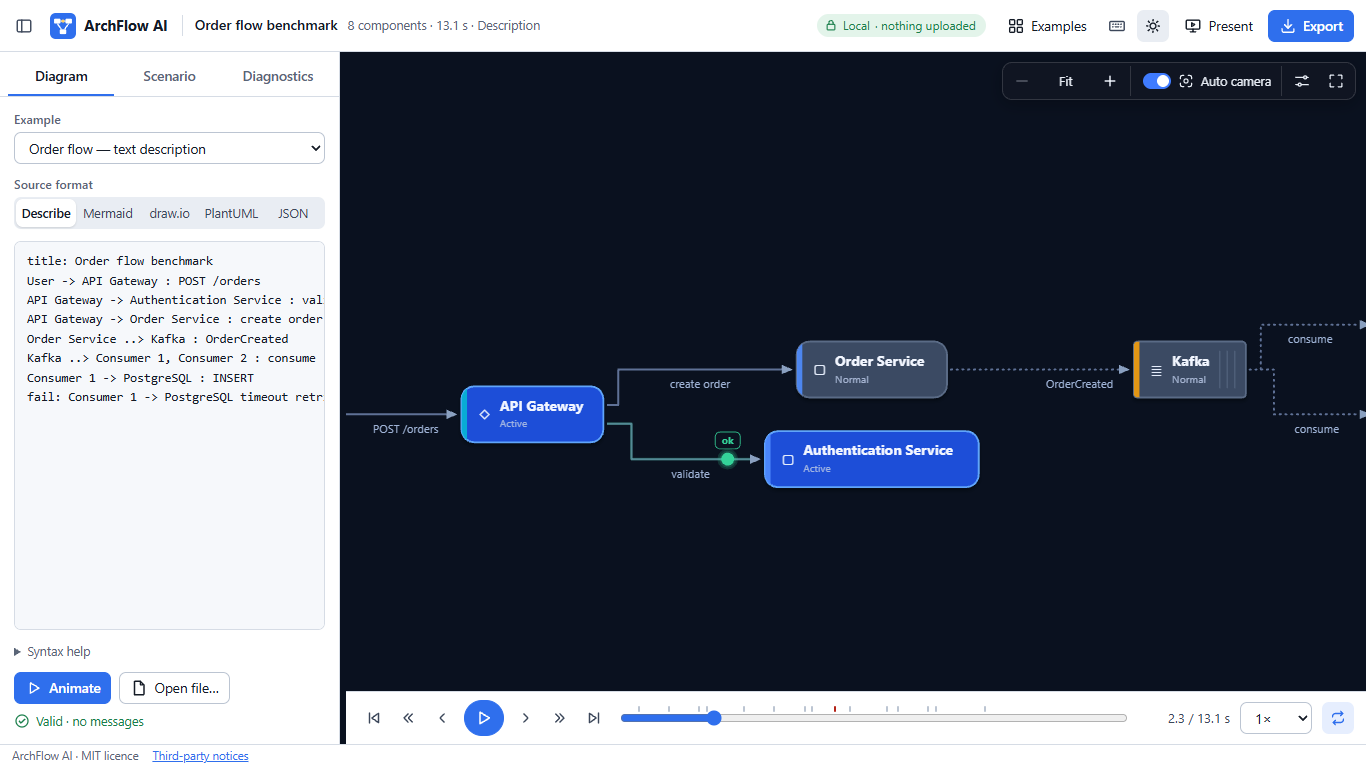 ArchFlow AI
Order flow benchmark 8 components · 13.1 s · Description
Local · nothing uploaded
Examples
Present
Export
Diagram
Scenario
Diagnostics
Example
Order flow — text description
Source format
Describe
Mermaid
draw.io
PlantUML
JSON
title: Order flow benchmark
User -> API Gateway : POST /orders
API Gateway -> Authentication Service : val
API Gateway -> Order Service : create order
Order Service ..> Kafka : OrderCreated
Kafka ..> Consumer 1, Consumer 2 : consume
Consumer 1 -> PostgreSQL : INSERT
fail: Consumer 1 -> PostgreSQL timeout retr
Syntax help
Animate
Open file...
Valid · no messages
Fit
Auto camera
consume
Order Service
Normal
Kafka
Normal
create order
OrderCreated
API Gateway
Active
POST /orders
consume
ok
Authentication Service
Active
validate
2.3 / 13.1 s
1×
ArchFlow AI · MIT licence
Third-party notices